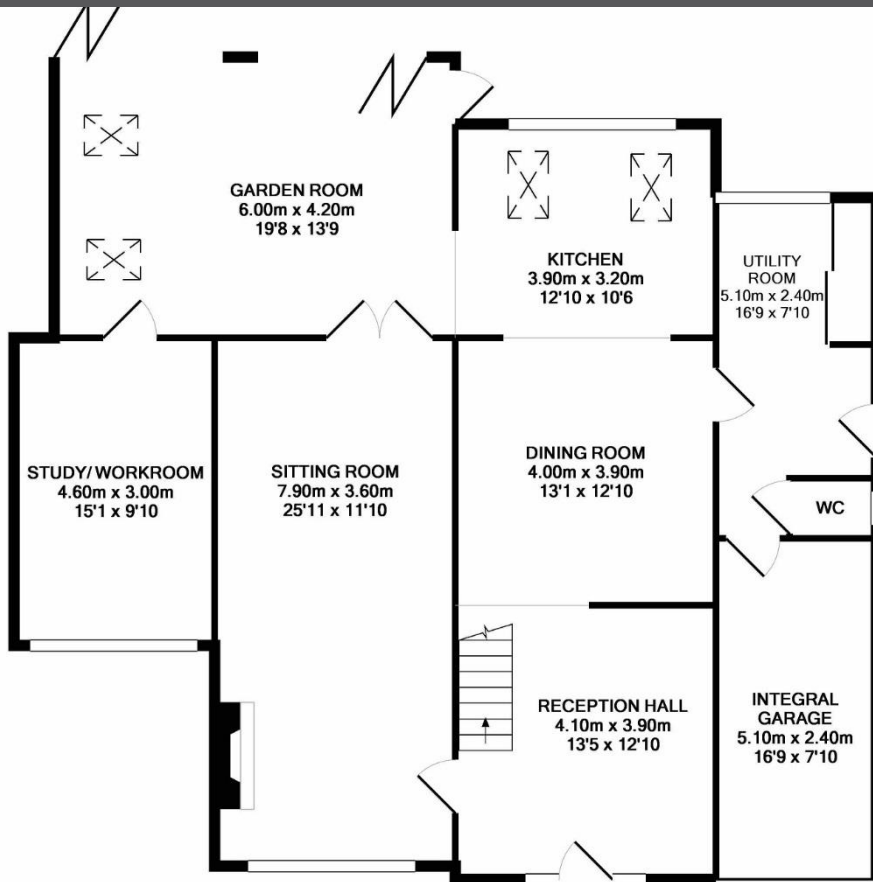 GARDEN ROOM
6.00m x 4.20m
19'8 x 13'9
KITCHEN
3.90m x 3.20m
12'10 x 10'6
UTILITY
ROOM
5.10m x 2.40m
16'9 x 7'10
STUDY/WORKROOM
4.60m x 3.00m
15'1 x 9'10
SITTING ROOM
7.90m x 3.60m
25'11 x 11'10
DINING ROOM
4.00m x 3.90m
13'1 x 12'10
WC
RECEPTION HALL
4.10m x 3.90m
13'5 x 12'10
INTEGRAL
GARAGE
5.10m x 2.40m
16'9 x 7'10